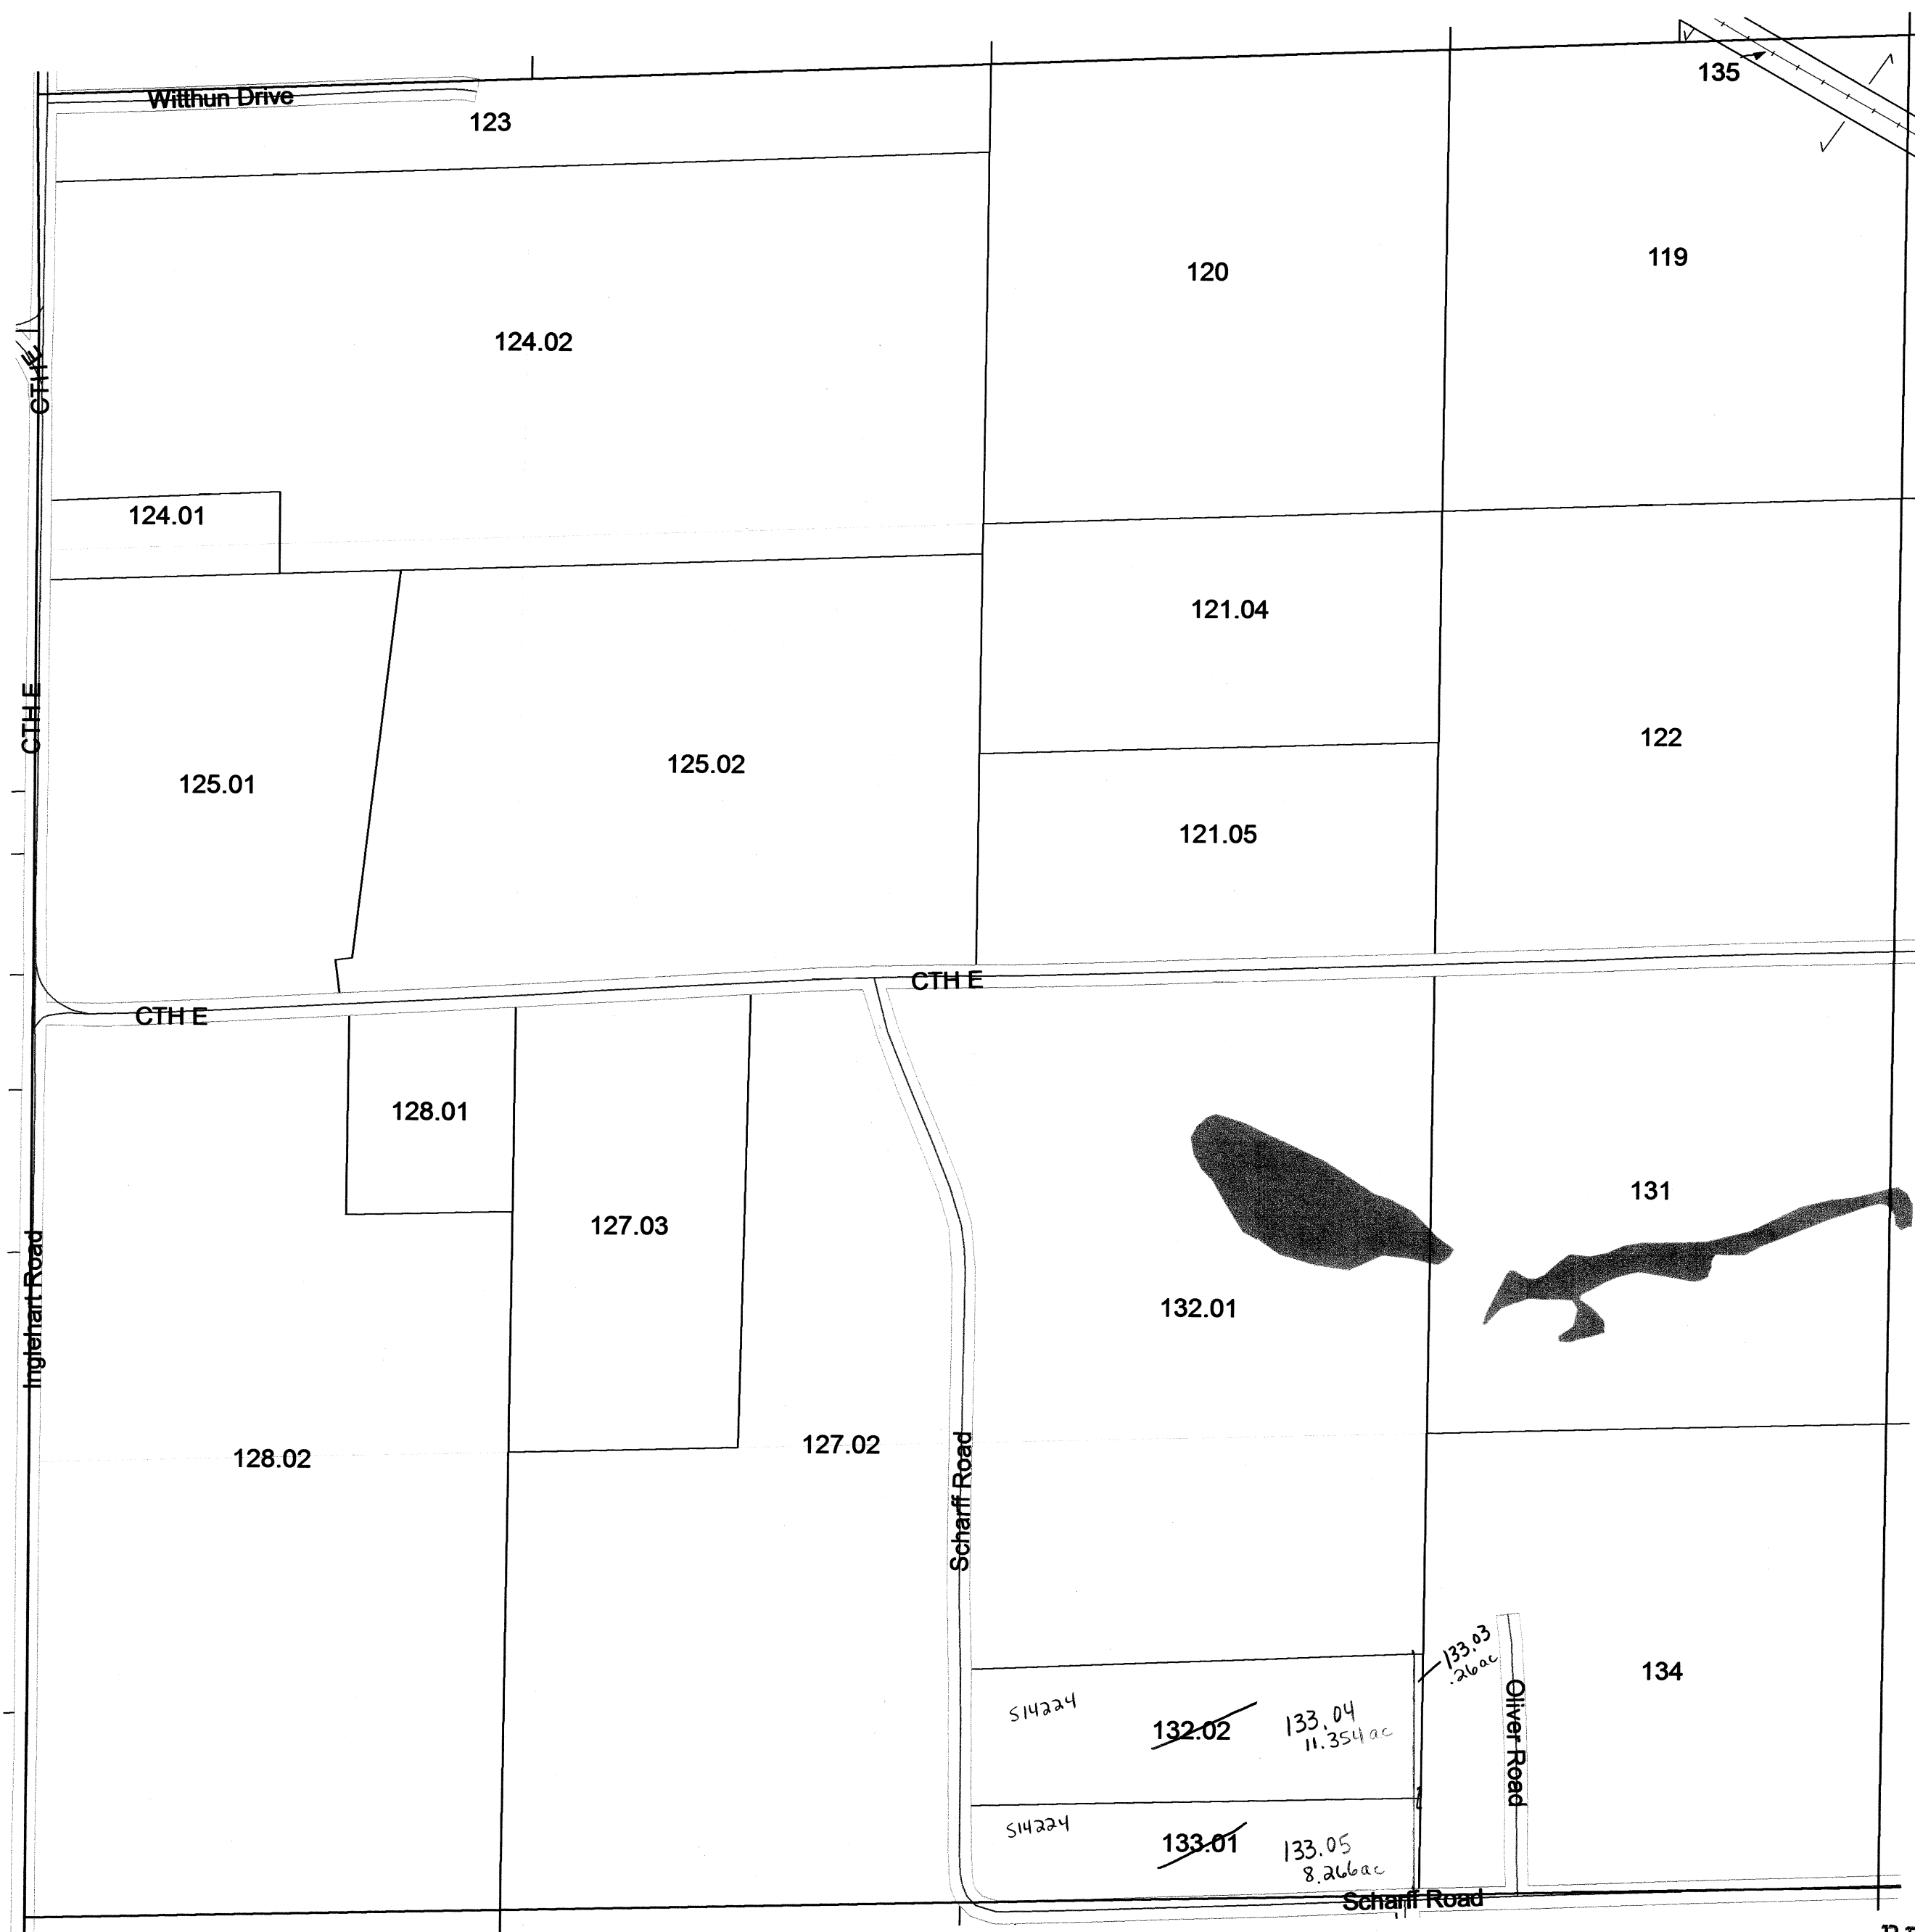 135
Witthun Drive
123
119
120
124.02
CTH E
124.01
121.04
CTH E
122
125.02
125.01
121.05
CTH E
CTH E
128.01
131
127.03
132.01
Inglehart Road
127.02
128.02
Scharff Road
133.03
.26ac
134
S14224
132.02
133.04
11.354ac
Oliver Road
S14224
133.01
133.05
8.266ac
Scharff Road